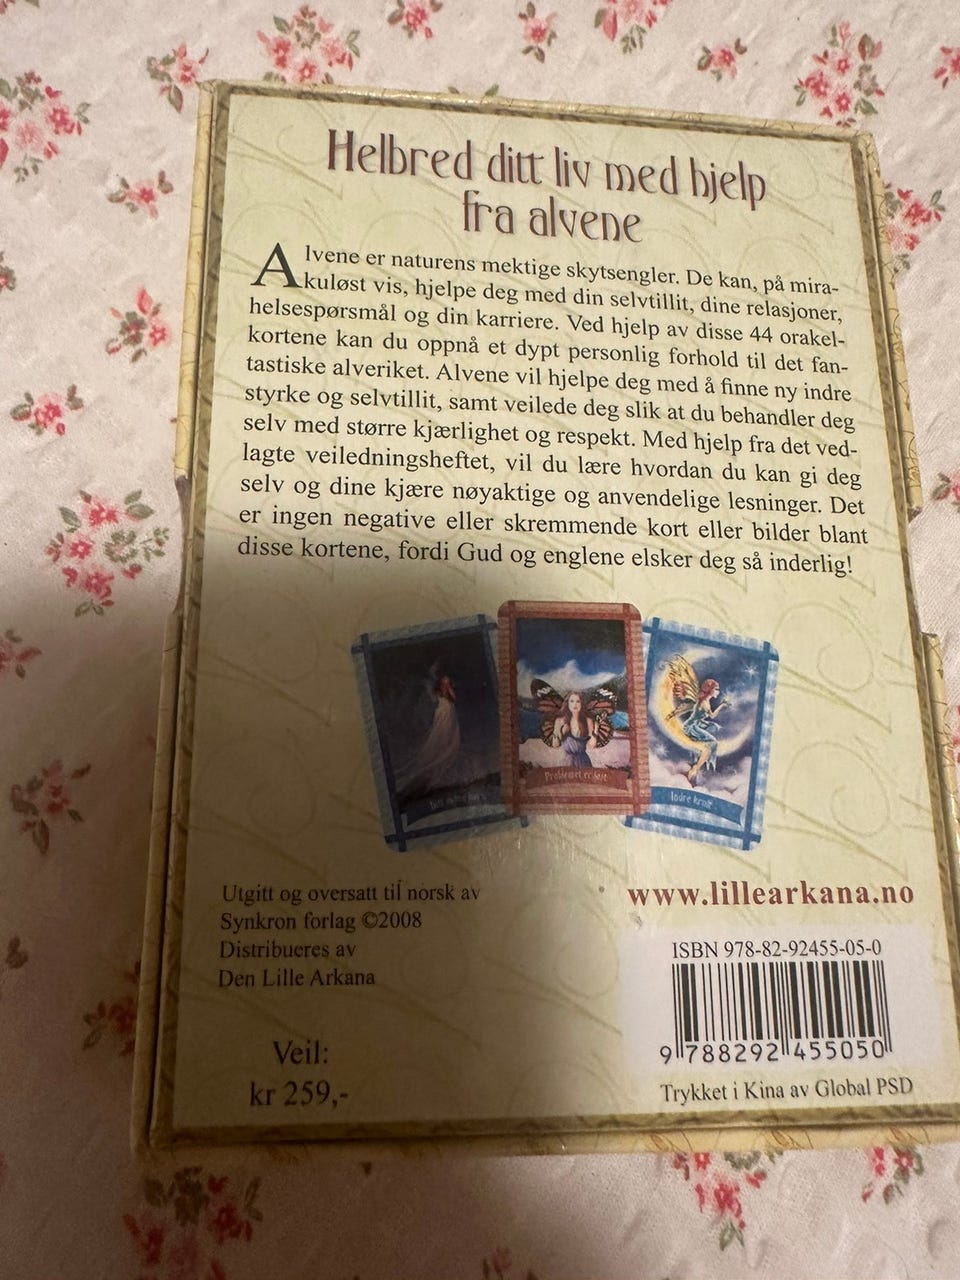 Helbred ditt liv med hjelp
fra alvene
Alvene er naturens mektige skytsengler. De kan, på mira-
kuløst vis, hjelpe deg med din selvtillit, dine relasjoner,
helsespørsmål og din karriere. Ved hjelp av disse 44 orakel-
kortene kan du oppnå et dypt personlig forhold til det fan-
tastiske alveriket. Alvene vil hjelpe deg med å finne ny indre
styrke og selvtillit, samt veilede deg slik at du behandler deg
selv med større kjærlighet og respekt. Med hjelp fra det ved-
lagte veiledningsheftet, vil du lære hvordan du kan gi deg
selv og dine kjære nøyaktige og anvendelige lesninger. Det
er ingen negative eller skremmende kort eller bilder blant
disse kortene, fordi Gud og englene elsker deg så inderlig!
Problemet er løst
Indre kraft
Utgitt og oversatt til norsk av
Synkron forlag ©2008
Distribueres av
Den Lille Arkana
Veil:
kr 259,-
www.lillearkana.no
ISBN 978-82-92455-05-0
9 788292 455050
Trykket i Kina av Global PSD